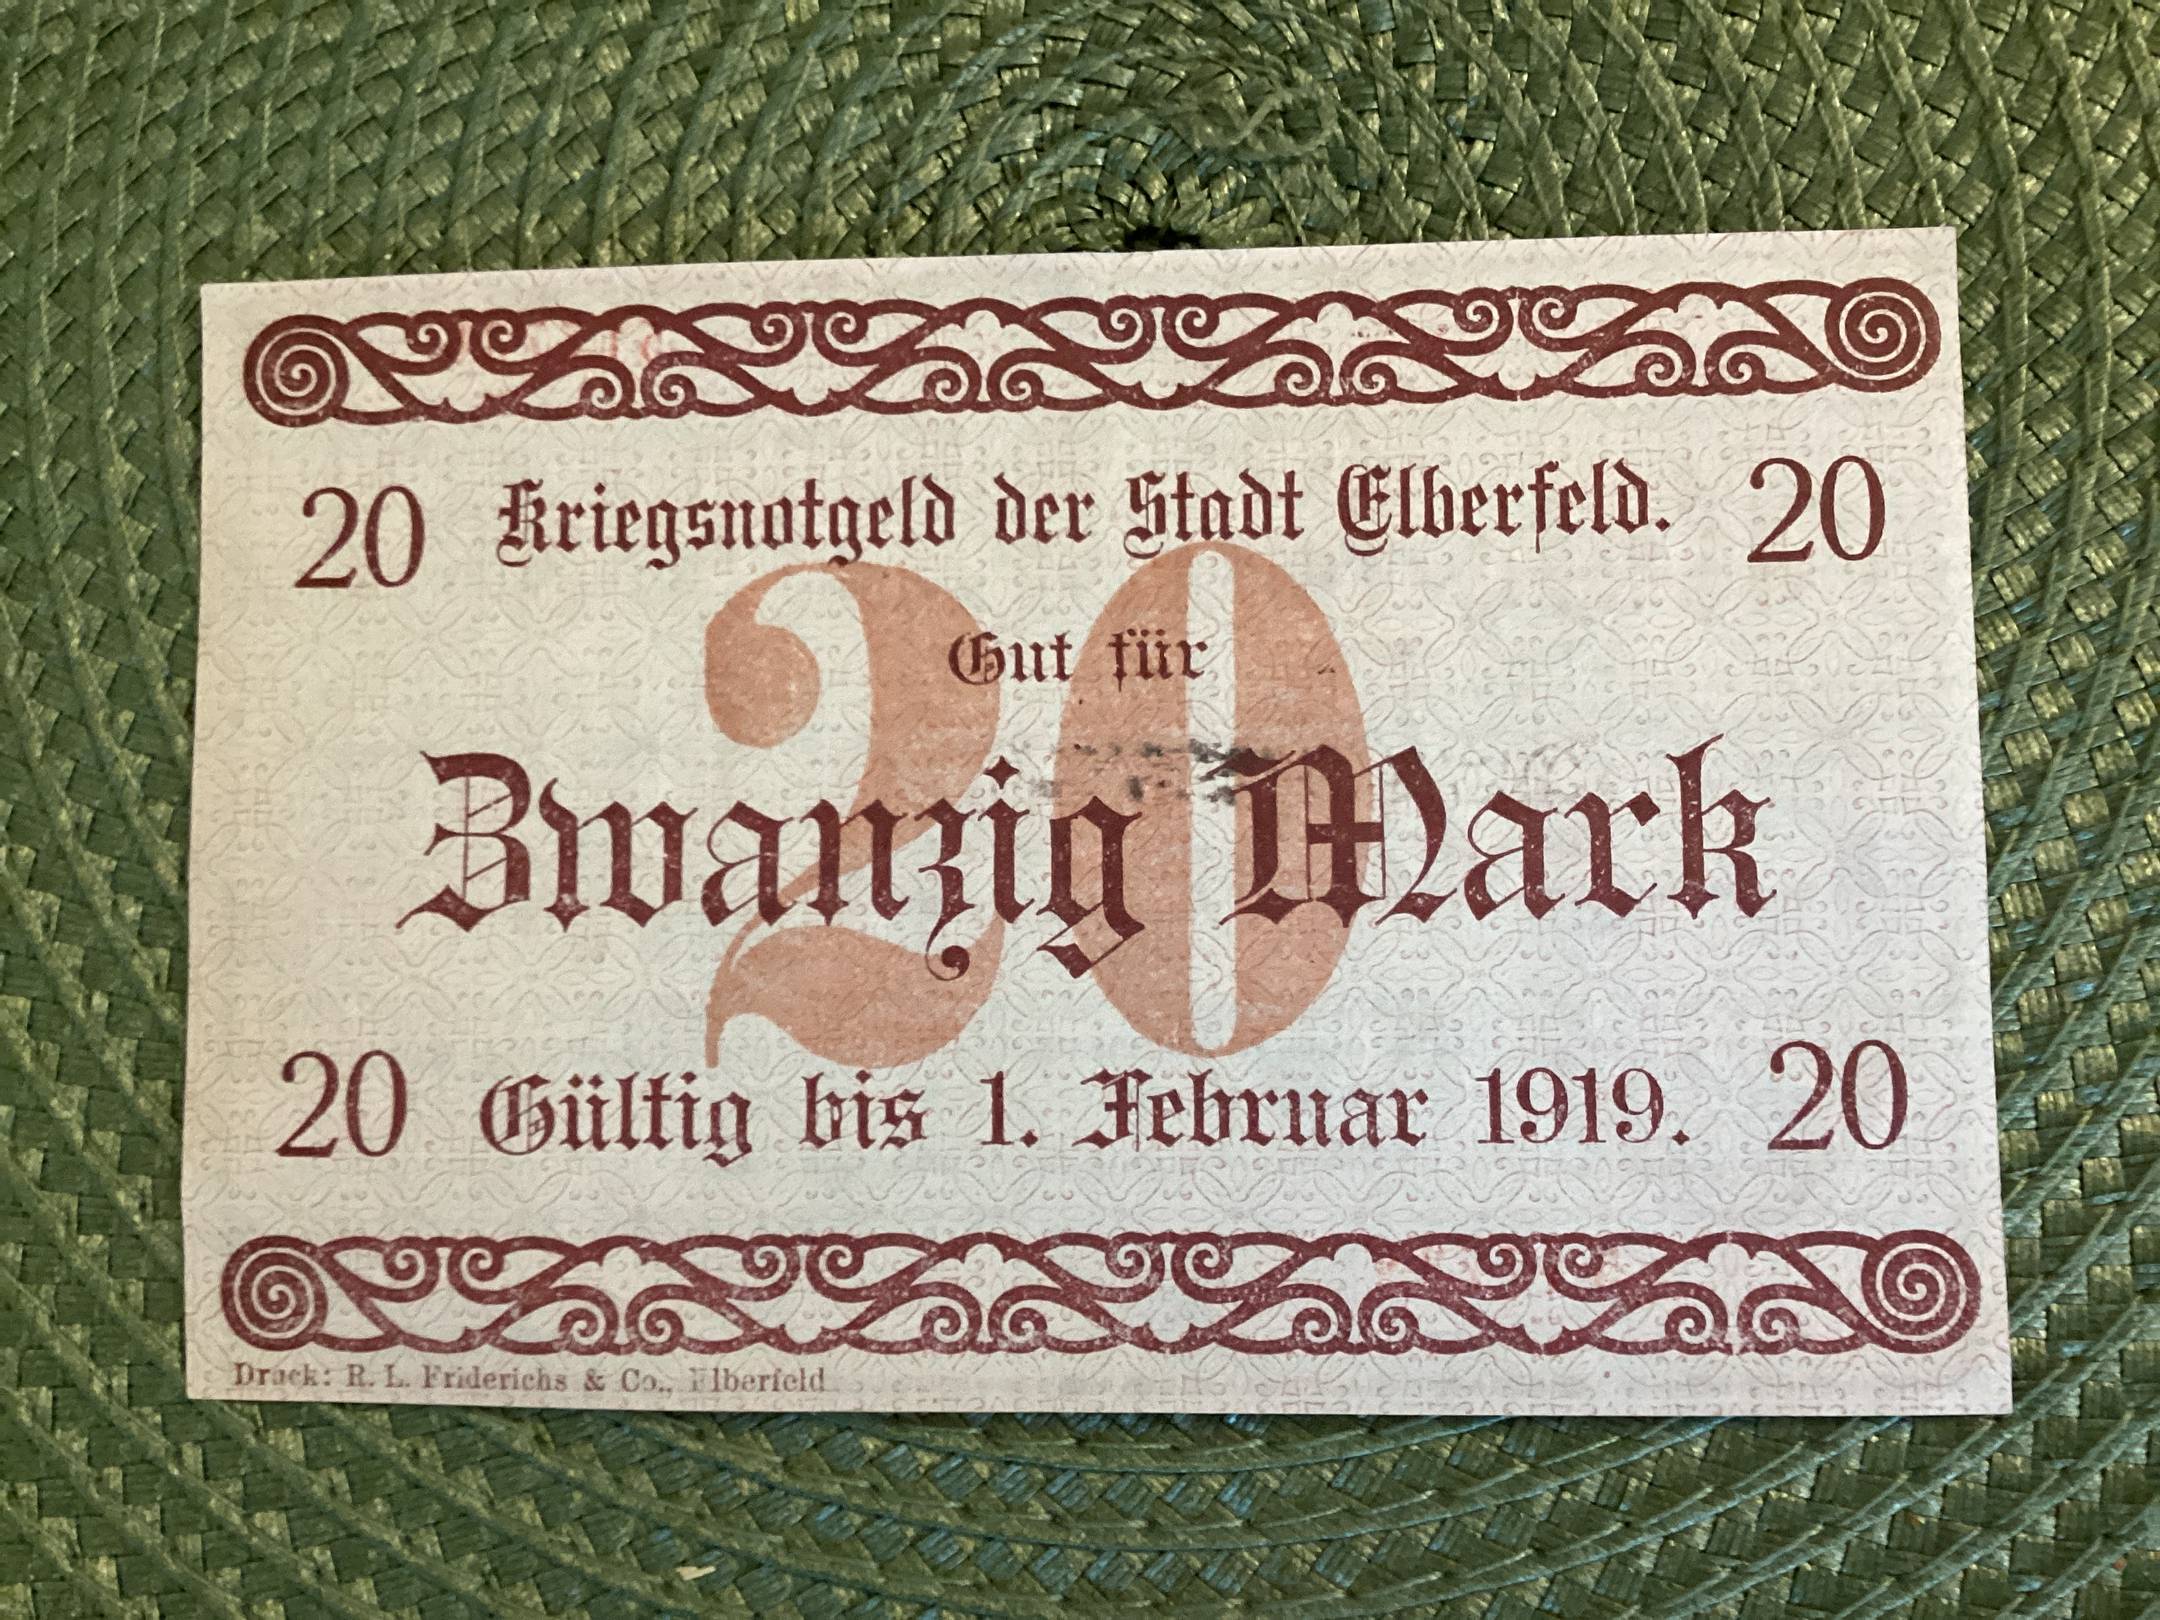 20 Kriegsnotgeld der Stadt Elberfeld. 20
20
Gut für
Zwanzig Mark
20 Gültig bis 1. Februar 1919. 20
Druck: R. L. Friderichs & Co., Elberfeld